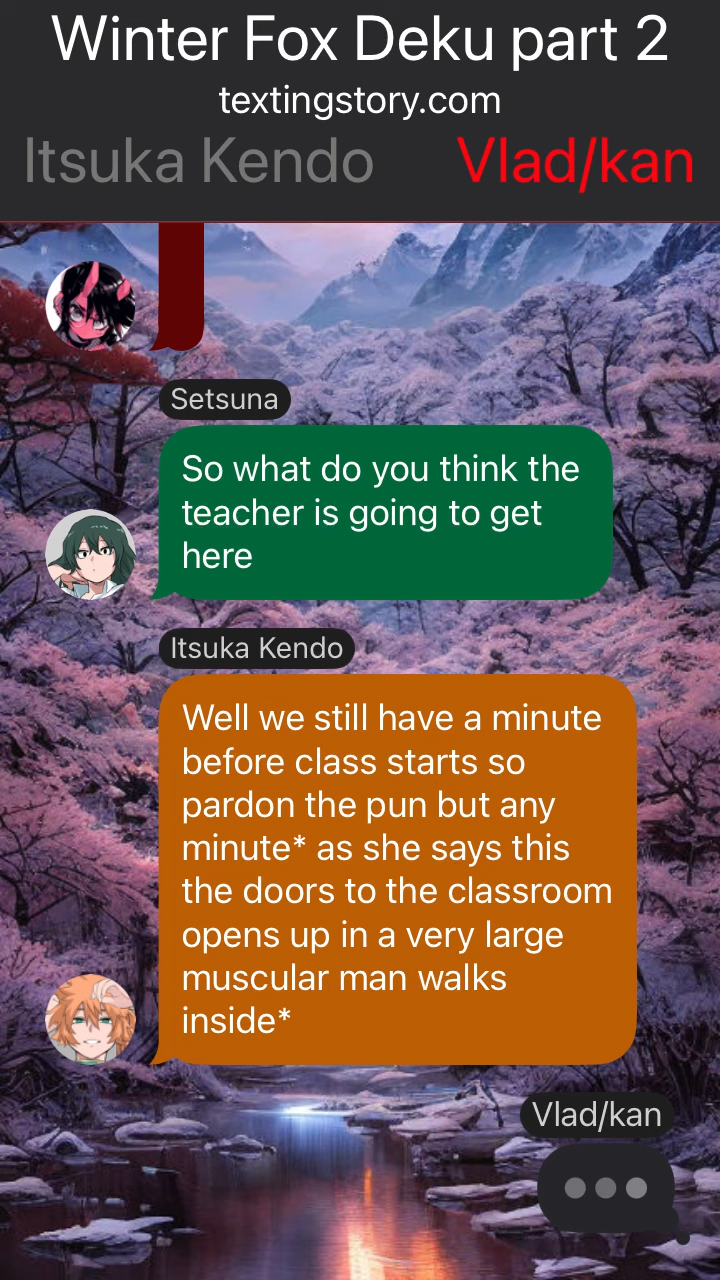 Winter Fox Deku part 2
textingstory.com
Itsuka Kendo
Vlad/kan
Setsuna
So what do you think the
teacher is going to get
here
Itsuka Kendo
Well we still have a minute
before class starts so
pardon the pun but any
minute* as she says this
the doors to the classroom
opens up in a very large
muscular man walks
inside*
Vlad/kan